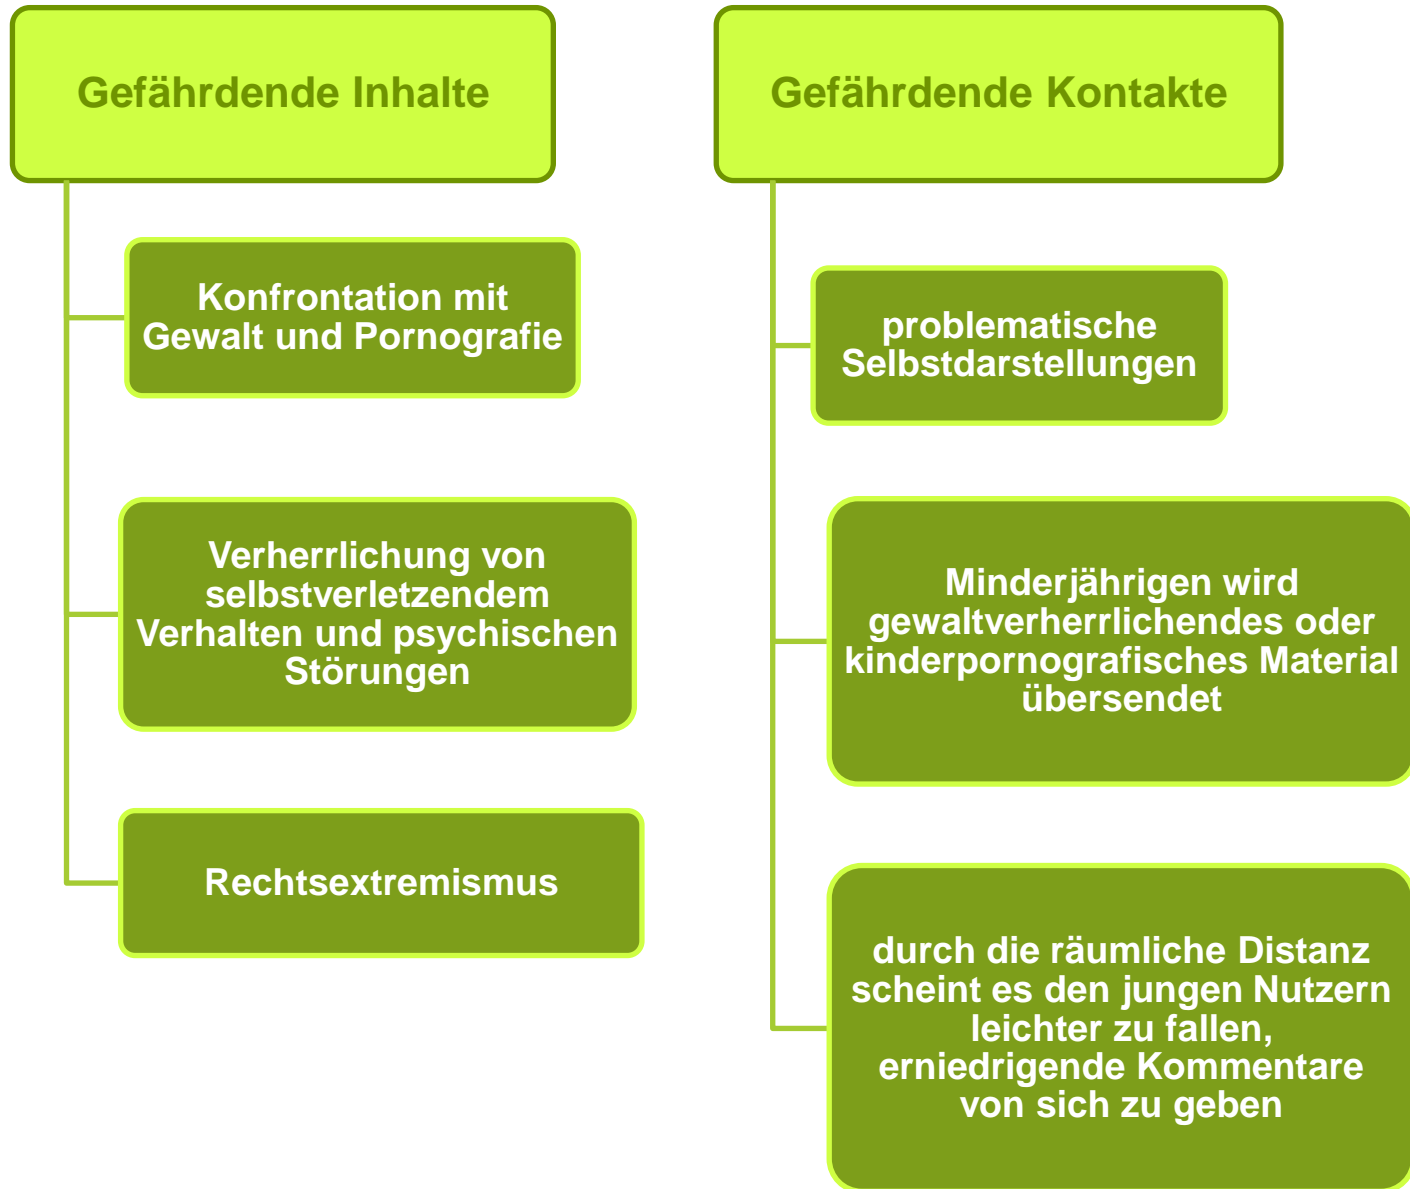 Gefährdende Inhalte
Konfrontation mit
Gewalt und Pornografie
Verherrlichung von
selbstverletzendem
Verhalten und psychischen
Störungen
Rechtsextremismus
Gefährdende Kontakte
problematische
Selbstdarstellungen
Minderjährigen wird
gewaltverherrlichendes oder
kinderpornografisches Material
übersendet
durch die räumliche Distanz
scheint es den jungen Nutzern
leichter zu fallen,
erniedrigende Kommentare
von sich zu geben